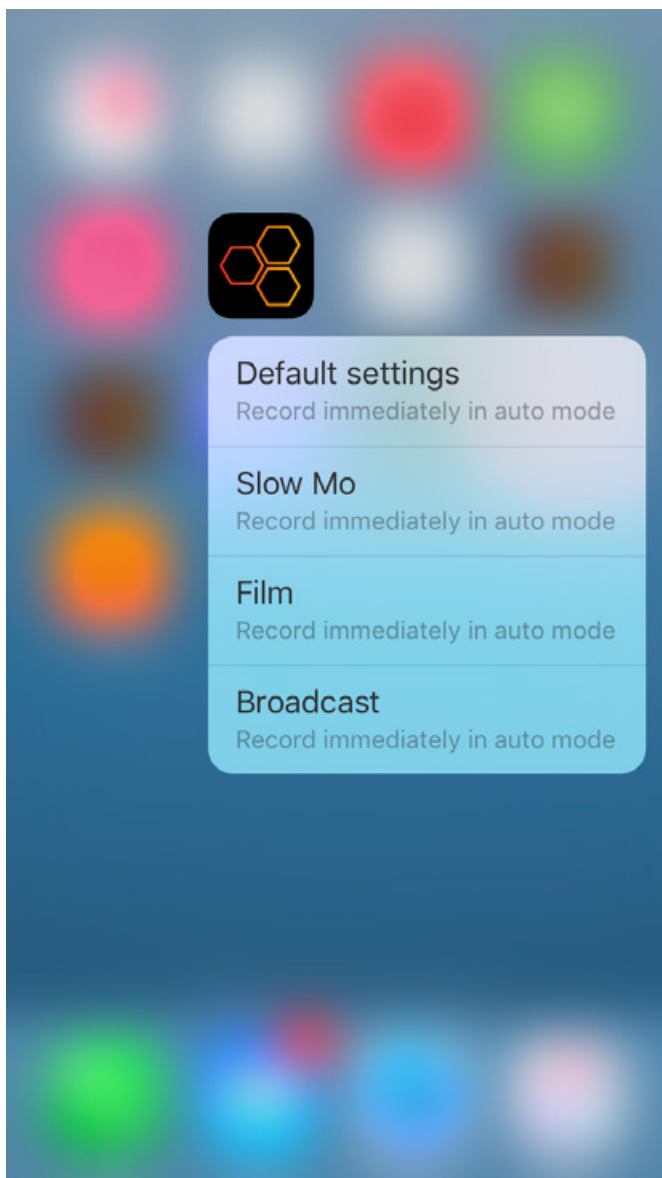 Default settings
Record immediately in auto mode
Slow Mo
Record immediately in auto mode
Film
Record immediately in auto mode
Broadcast
Record immediately in auto mode